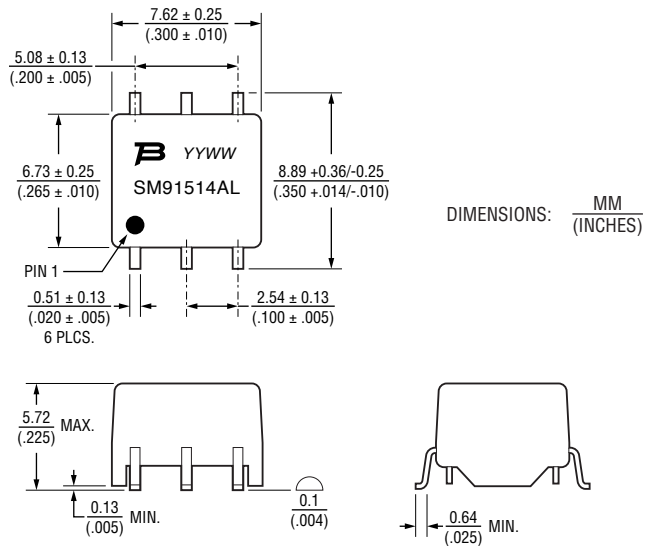 7.62 ± 0.25
(.300 ± .010)
5.08 ± 0.13
(.200 ± .005)
6.73 ± 0.25
(.265 ± .010)
B YYWW
SM91514AL
8.89 +0.36/-0.25
(.350 +.014/-.010)
DIMENSIONS: MM
(INCHES)
PIN 1
0.51 ± 0.13
(.020 ± .005)
6 PLCS.
2.54 ± 0.13
(.100 ± .005)
5.72
(.225) MAX.
0.13
(.005) MIN.
0.1
(.004)
0.64
(.025) MIN.